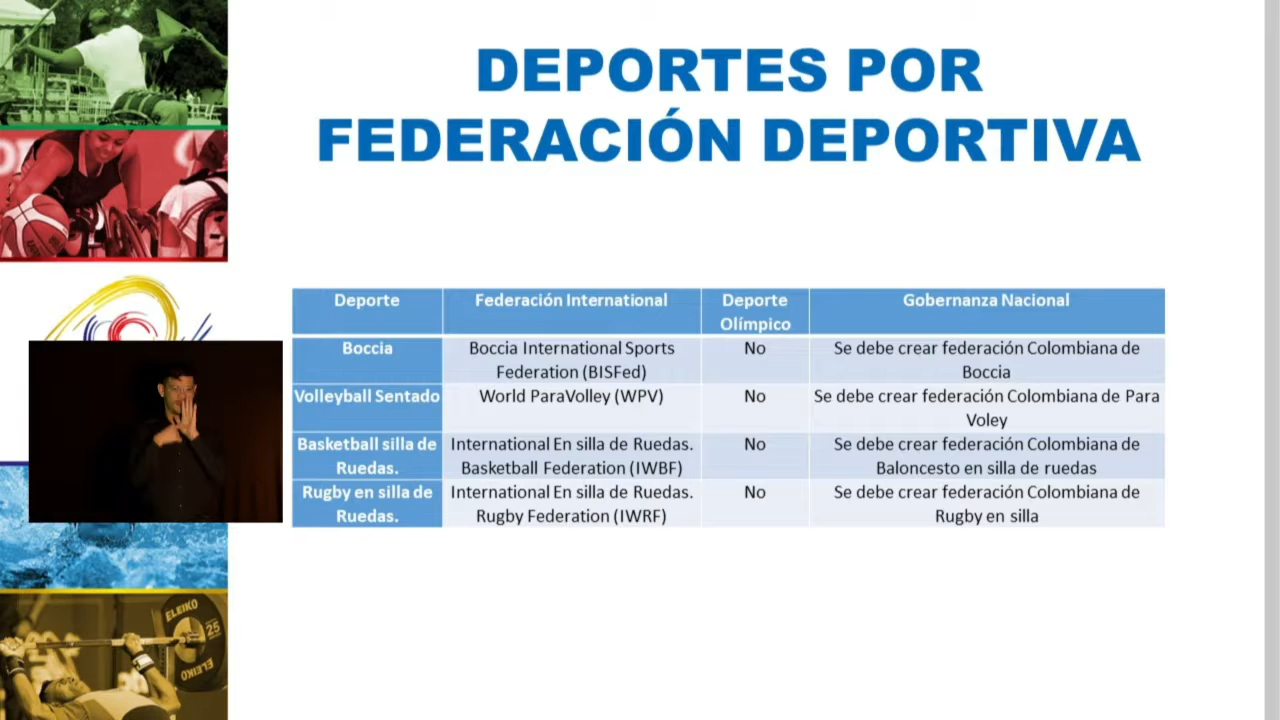 DEPORTES POR
FEDERACIÓN DEPORTIVA
Deporte
Federación International
Deporte
Olímpico
Gobernanza Nacional
Boccia
Boccia International Sports
Federation (BISFed)
No
Se debe crear federación Colombiana de
Boccia
Volleyball Sentado
World ParaVolley (WPV)
No
Se debe crear federación Colombiana de Para
Voley
Basketball silla de
Ruedas.
International En silla de Ruedas.
Basketball Federation (IWBF)
No
Se debe crear federación Colombiana de
Baloncesto en silla de ruedas
Rugby en silla de
Ruedas.
International En silla de Ruedas.
Rugby Federation (IWRF)
No
Se debe crear federación Colombiana de
Rugby en silla
ELEIKO
25
ELEIKO